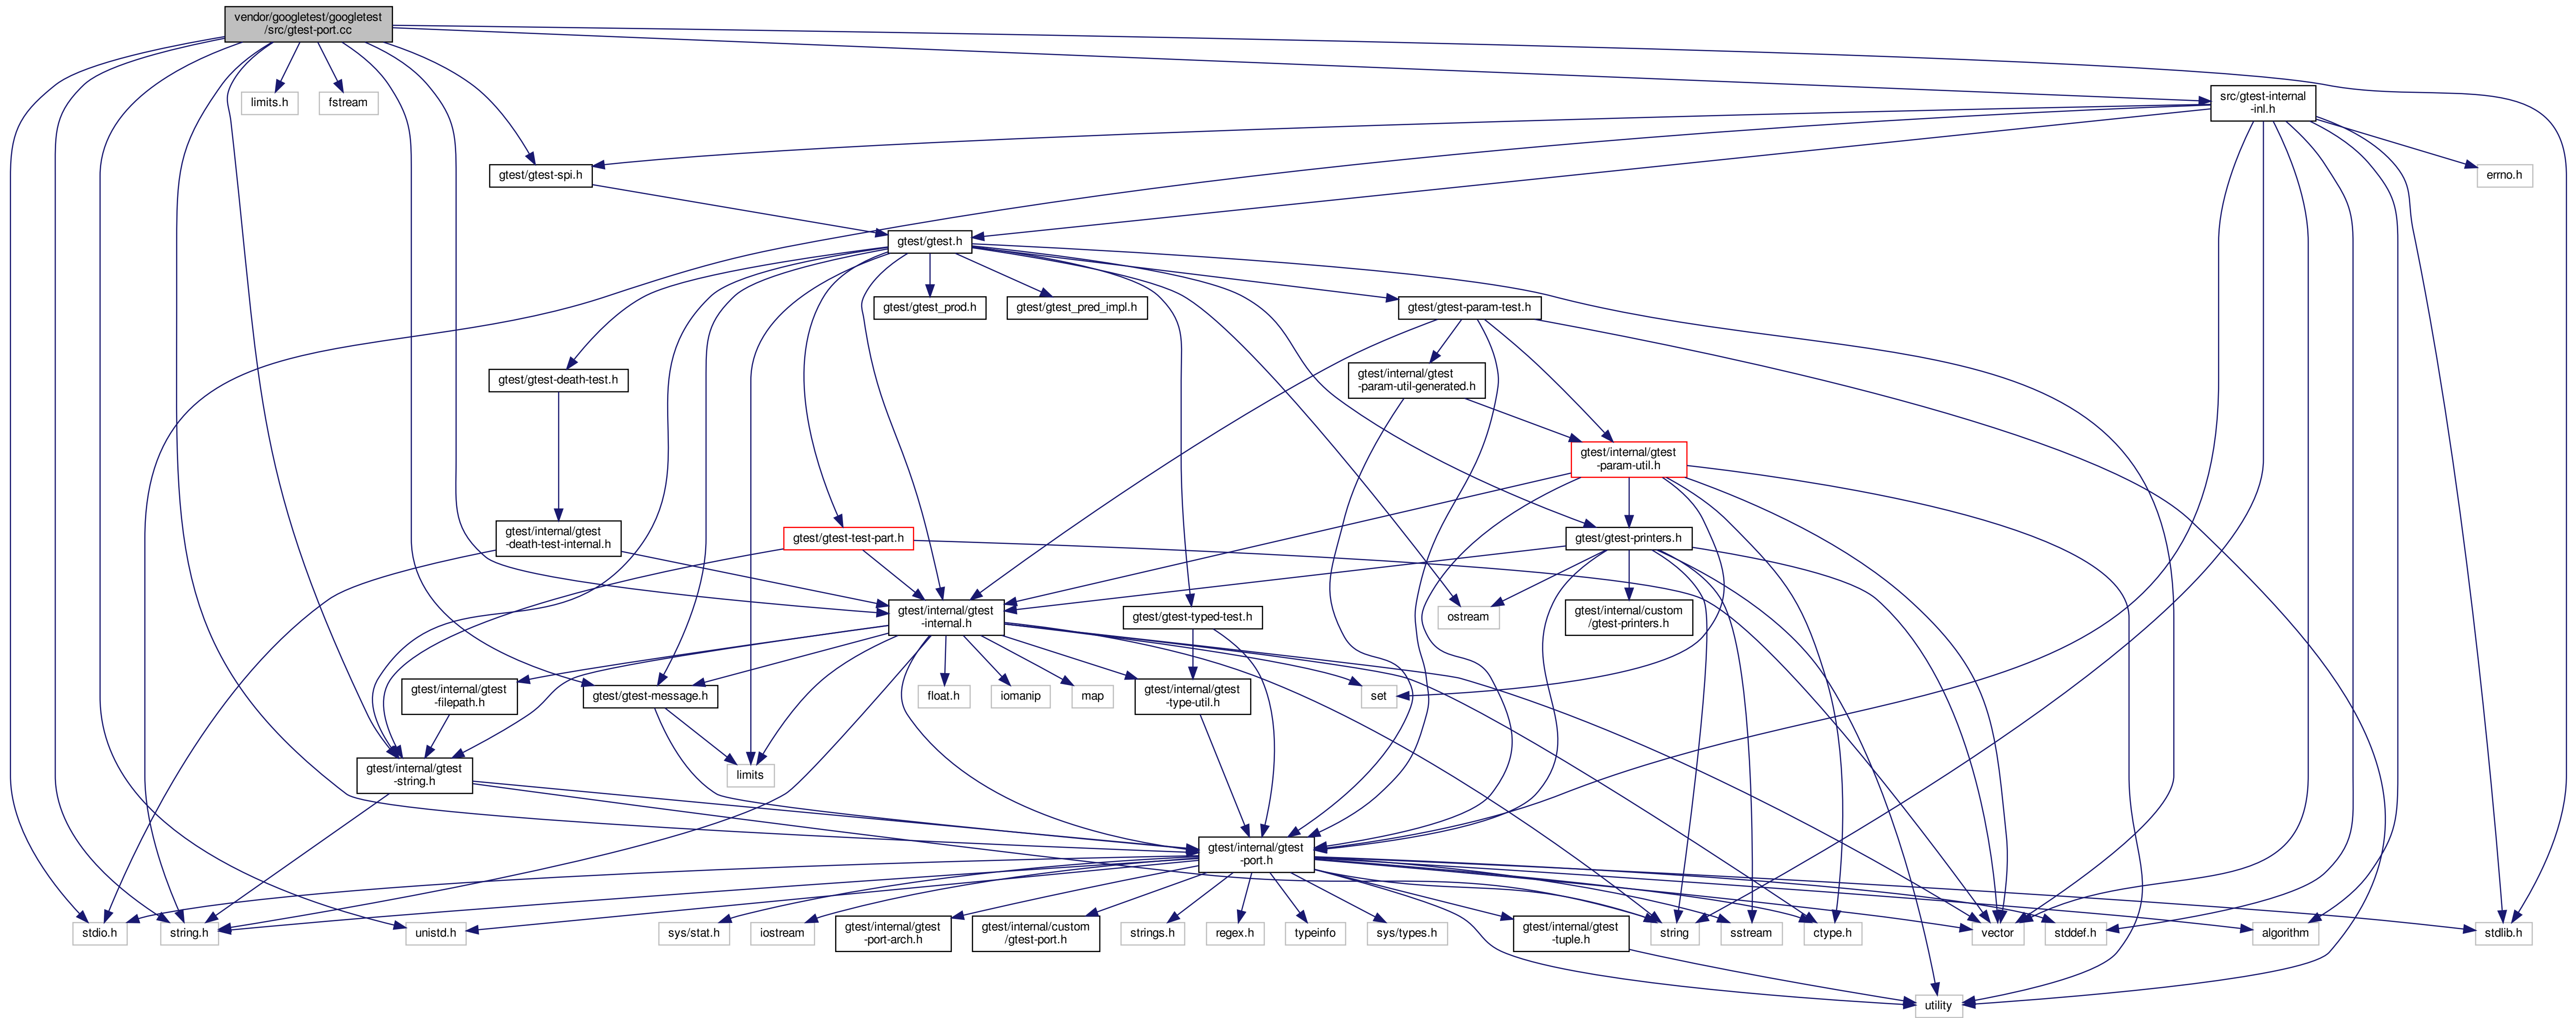 vendor/googletest/googletest
/src/gtest-port.cc
limits.h
fstream
src/gtest-internal
-inl.h
gtest/gtest-spi.h
errno.h
gtest/gtest.h
gtest/gtest_prod.h
gtest/gtest_pred_impl.h
gtest/gtest-param-test.h
gtest/gtest-death-test.h
gtest/internal/gtest
-param-util-generated.h
gtest/internal/gtest
-param-util.h
gtest/internal/gtest
-death-test-internal.h
gtest/gtest-test-part.h
gtest/gtest-printers.h
gtest/internal/gtest
-internal.h
gtest/gtest-typed-test.h
ostream
gtest/internal/custom
/gtest-printers.h
gtest/internal/gtest
-filepath.h
gtest/gtest-message.h
float.h
iomanip
map
gtest/internal/gtest
-type-util.h
set
gtest/internal/gtest
-string.h
limits
gtest/internal/gtest
-port.h
stdio.h
string.h
unistd.h
sys/stat.h
iostream
gtest/internal/gtest
-port-arch.h
gtest/internal/custom
/gtest-port.h
strings.h
regex.h
typeinfo
sys/types.h
gtest/internal/gtest
-tuple.h
string
sstream
ctype.h
vector
stddef.h
algorithm
stdlib.h
utility